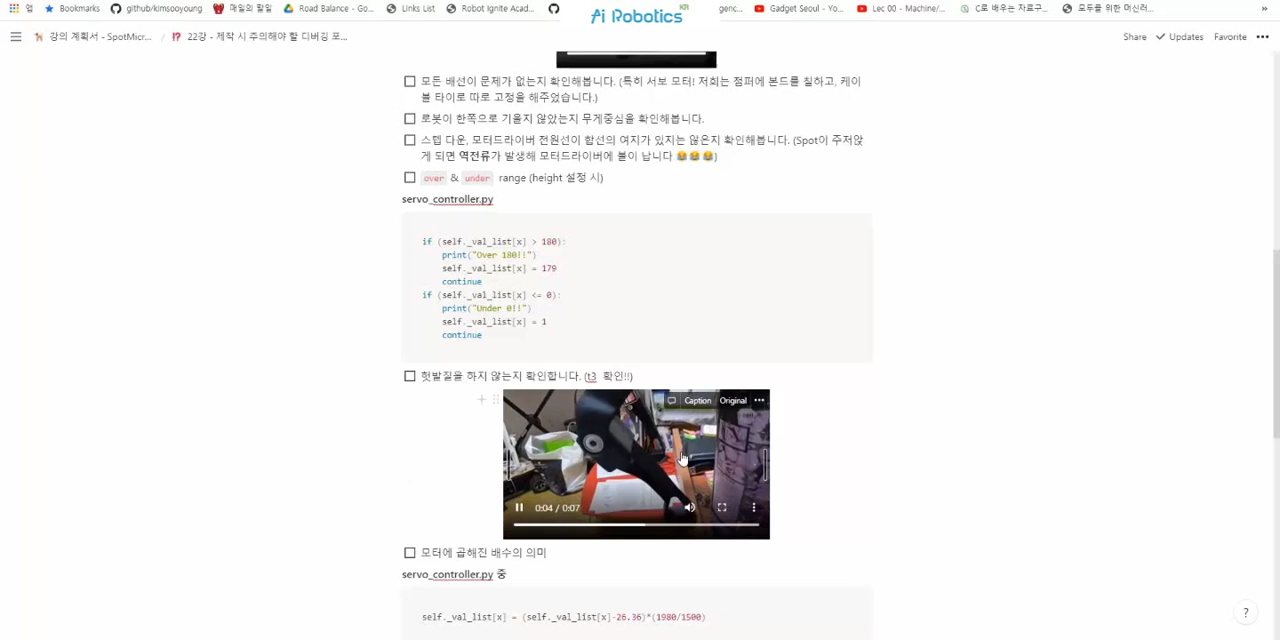 앱
Bookmarks
github/kimsooyoung
매일의 할일
Road Balance - Go...
Links List
Robot Ignite Acade...
Ai Robotics KR
genc...
Gadget Seoul - Yo...
Lec 00 - Machine/...
C로 배우는 자료구...
모두를 위한 머신러...
»
강의 계획서 - SpotMicr... / 22강 - 제작 시 주의해야 할 디버깅 포...
Share
Updates
Favorite
모든 배선이 문제가 없는지 확인해봅니다. (특히 서보 모터! 저희는 점퍼에 본드를 칠하고, 케이
블 타이로 따로 고정을 해주었습니다.)
로봇이 한쪽으로 기울지 않았는지 무게중심을 확인해봅니다.
스텝 다운, 모터드라이버 전원선이 합선의 여지가 있지는 않은지 확인해봅니다. (Spot이 주저앉
게 되면 역전류가 발생해 모터드라이버에 불이 납니다 😂😂😂)
over & under range (height 설정 시)
servo_controller.py
if (self._val_list[x] > 180):
print("Over 180!!")
self._val_list[x] = 179
continue
if (self._val_list[x] <= 0):
print("Under 0!!")
self._val_list[x] = 1
continue
헛발질을 하지 않는지 확인합니다. (t3 확인!!)
Caption
Original
0:04 / 0:07
모터에 곱해진 배수의 의미
servo_controller.py 중
self._val_list[x] = (self._val_list[x]-26.36)*(1980/1500)
?